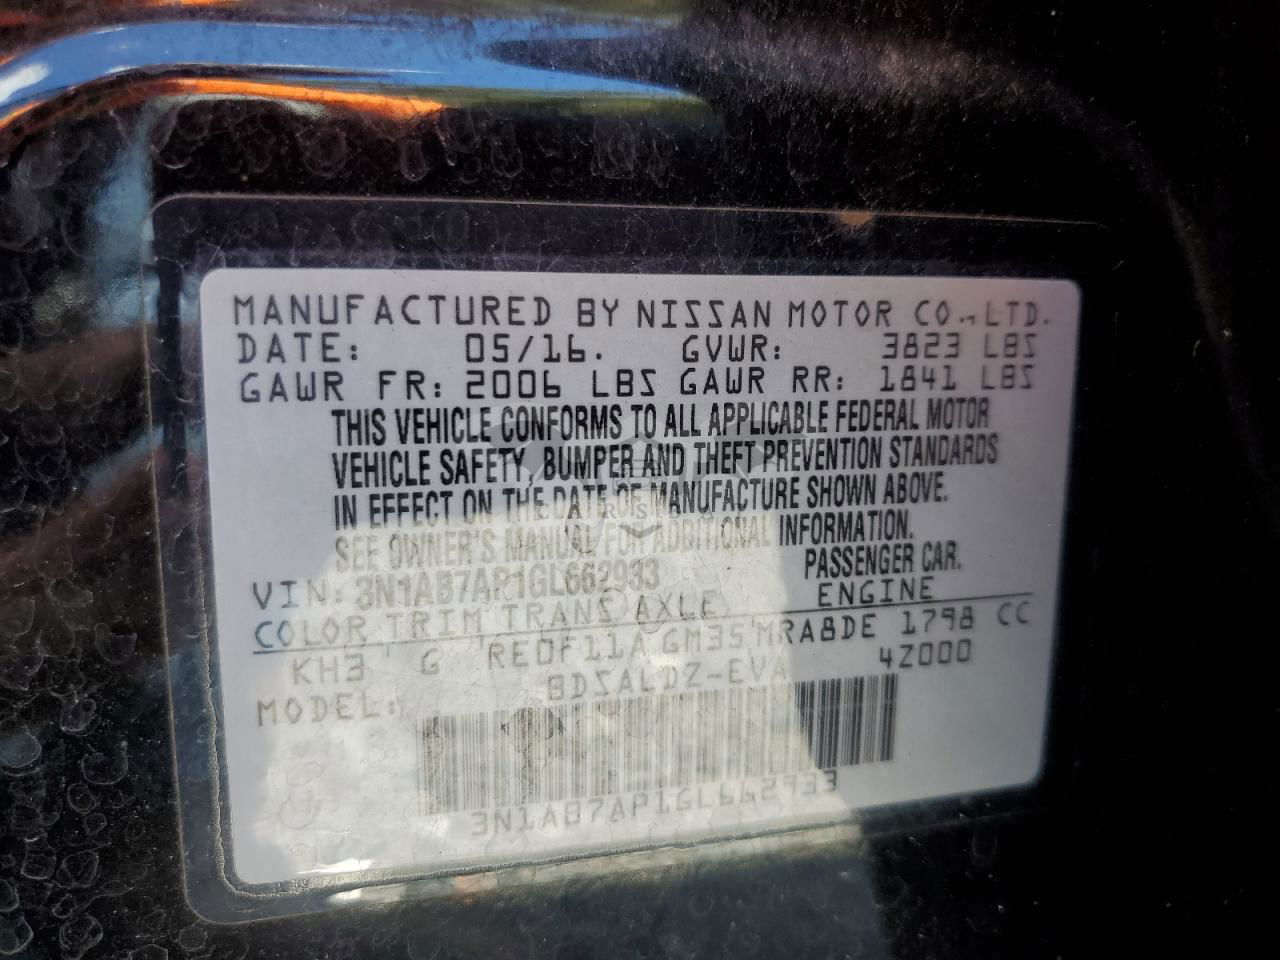 MANUFACTURED BY NISSAN MOTOR CO., LTD.
DATE: 05/16. GVWR: 3823 LBS
GAWR FR: 2006 LBS GAWR RR: 1841 LBS
THIS VEHICLE CONFORMS TO ALL APPLICABLE FEDERAL MOTOR
VEHICLE SAFETY, BUMPER AND THEFT PREVENTION STANDARDS
IN EFFECT ON THE DATE OF MANUFACTURE SHOWN ABOVE.
SEE OWNER'S MANUAL FOR ADDITIONAL INFORMATION.
VIN: 3N1AB7AP1GL662933 PASSENGER CAR.
COLOR TRIM TRANS AXLE ENGINE
KH3 G RE0F11A GM35 MRA8DE 1798 CC
MODEL: BDSALDZ-EVA 4Z000
3N1AB7AP1GL662933